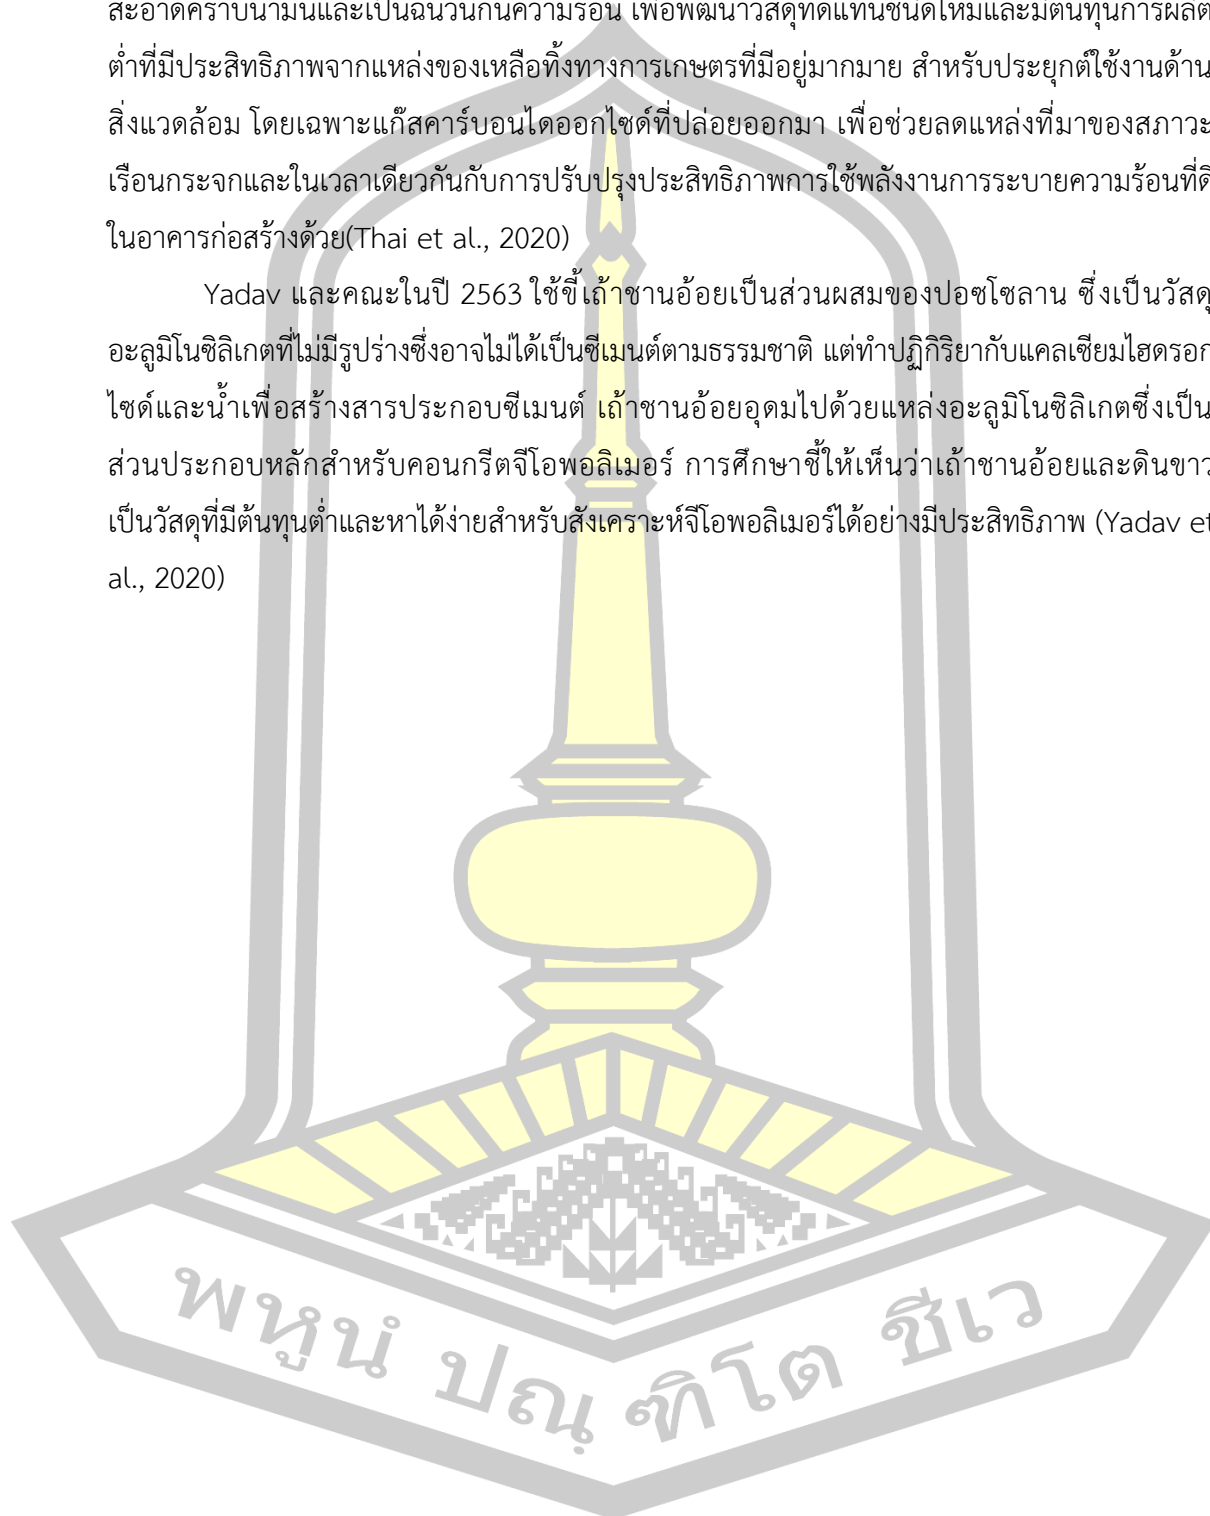 สะอาดคราบน้ำมันและเป็นฉนวนกันความร้อน เพื่อพัฒนาวัสดุทดแทนชนิดใหม่และมีต้นทุนการผลิต
ต่ำที่มีประสิทธิภาพจากแหล่งของเหลือทิ้งทางการเกษตรที่มีอยู่มากมาย สำหรับประยุกต์ใช้งานด้าน
สิ่งแวดล้อม โดยเฉพาะแก๊สคาร์บอนไดออกไซด์ที่ปล่อยออกมา เพื่อช่วยลดแหล่งที่มาของสภาวะ
เรือนกระจกและในเวลาเดียวกันกับการปรับปรุงประสิทธิภาพการใช้พลังงานการระบายความร้อนที่ดี
ในอาคารก่อสร้างด้วย(Thai et al., 2020)
Yadav และคณะในปี 2563 ใช้ขี้เถ้าชานอ้อยเป็นส่วนผสมของปอซโซลาน ซึ่งเป็นวัสดุ
อะลูมิโนซิลิเกตที่ไม่มีรูปร่างซึ่งอาจไม่ได้เป็นซีเมนต์ตามธรรมชาติ แต่ทำปฏิกิริยากับแคลเซียมไฮดรอก
ไซด์และน้ำเพื่อสร้างสารประกอบซีเมนต์ เถ้าชานอ้อยอุดมไปด้วยแหล่งอะลูมิโนซิลิเกตซึ่งเป็น
ส่วนประกอบหลักสำหรับคอนกรีตจีโอพอลิเมอร์ การศึกษาชี้ให้เห็นว่าเถ้าชานอ้อยและดินขาว
เป็นวัสดุที่มีต้นทุนต่ำและหาได้ง่ายสำหรับสังเคราะห์จีโอพอลิเมอร์ได้อย่างมีประสิทธิภาพ (Yadav et
al., 2020)
พหูนํ ปณฺฑิโต ชีเว